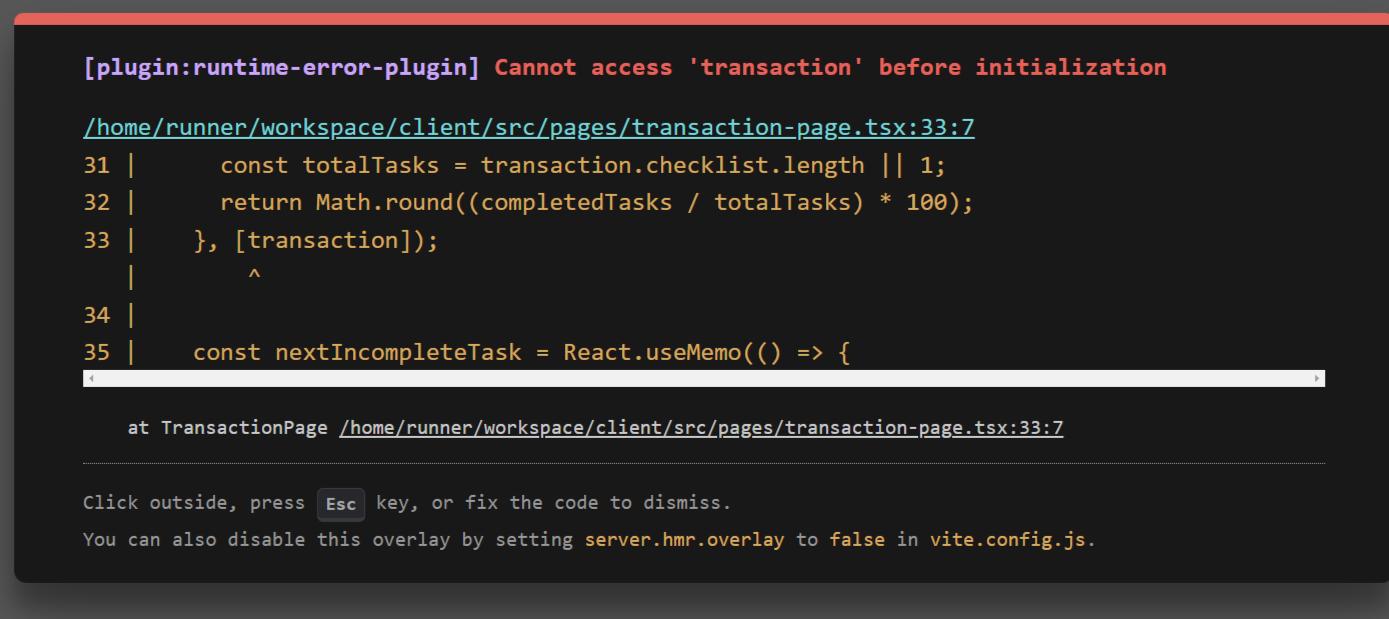 [plugin:runtime-error-plugin] Cannot access 'transaction' before initialization
/home/runner/workspace/client/src/pages/transaction-page.tsx:33:7
31 |      const totalTasks = transaction.checklist.length || 1;
32 |      return Math.round((completedTasks / totalTasks) * 100);
33 |    }, [transaction]);
   |        ^
34 |
35 |    const nextIncompleteTask = React.useMemo(() => {
at TransactionPage /home/runner/workspace/client/src/pages/transaction-page.tsx:33:7
Click outside, press Esc key, or fix the code to dismiss.
You can also disable this overlay by setting server.hmr.overlay to false in vite.config.js.